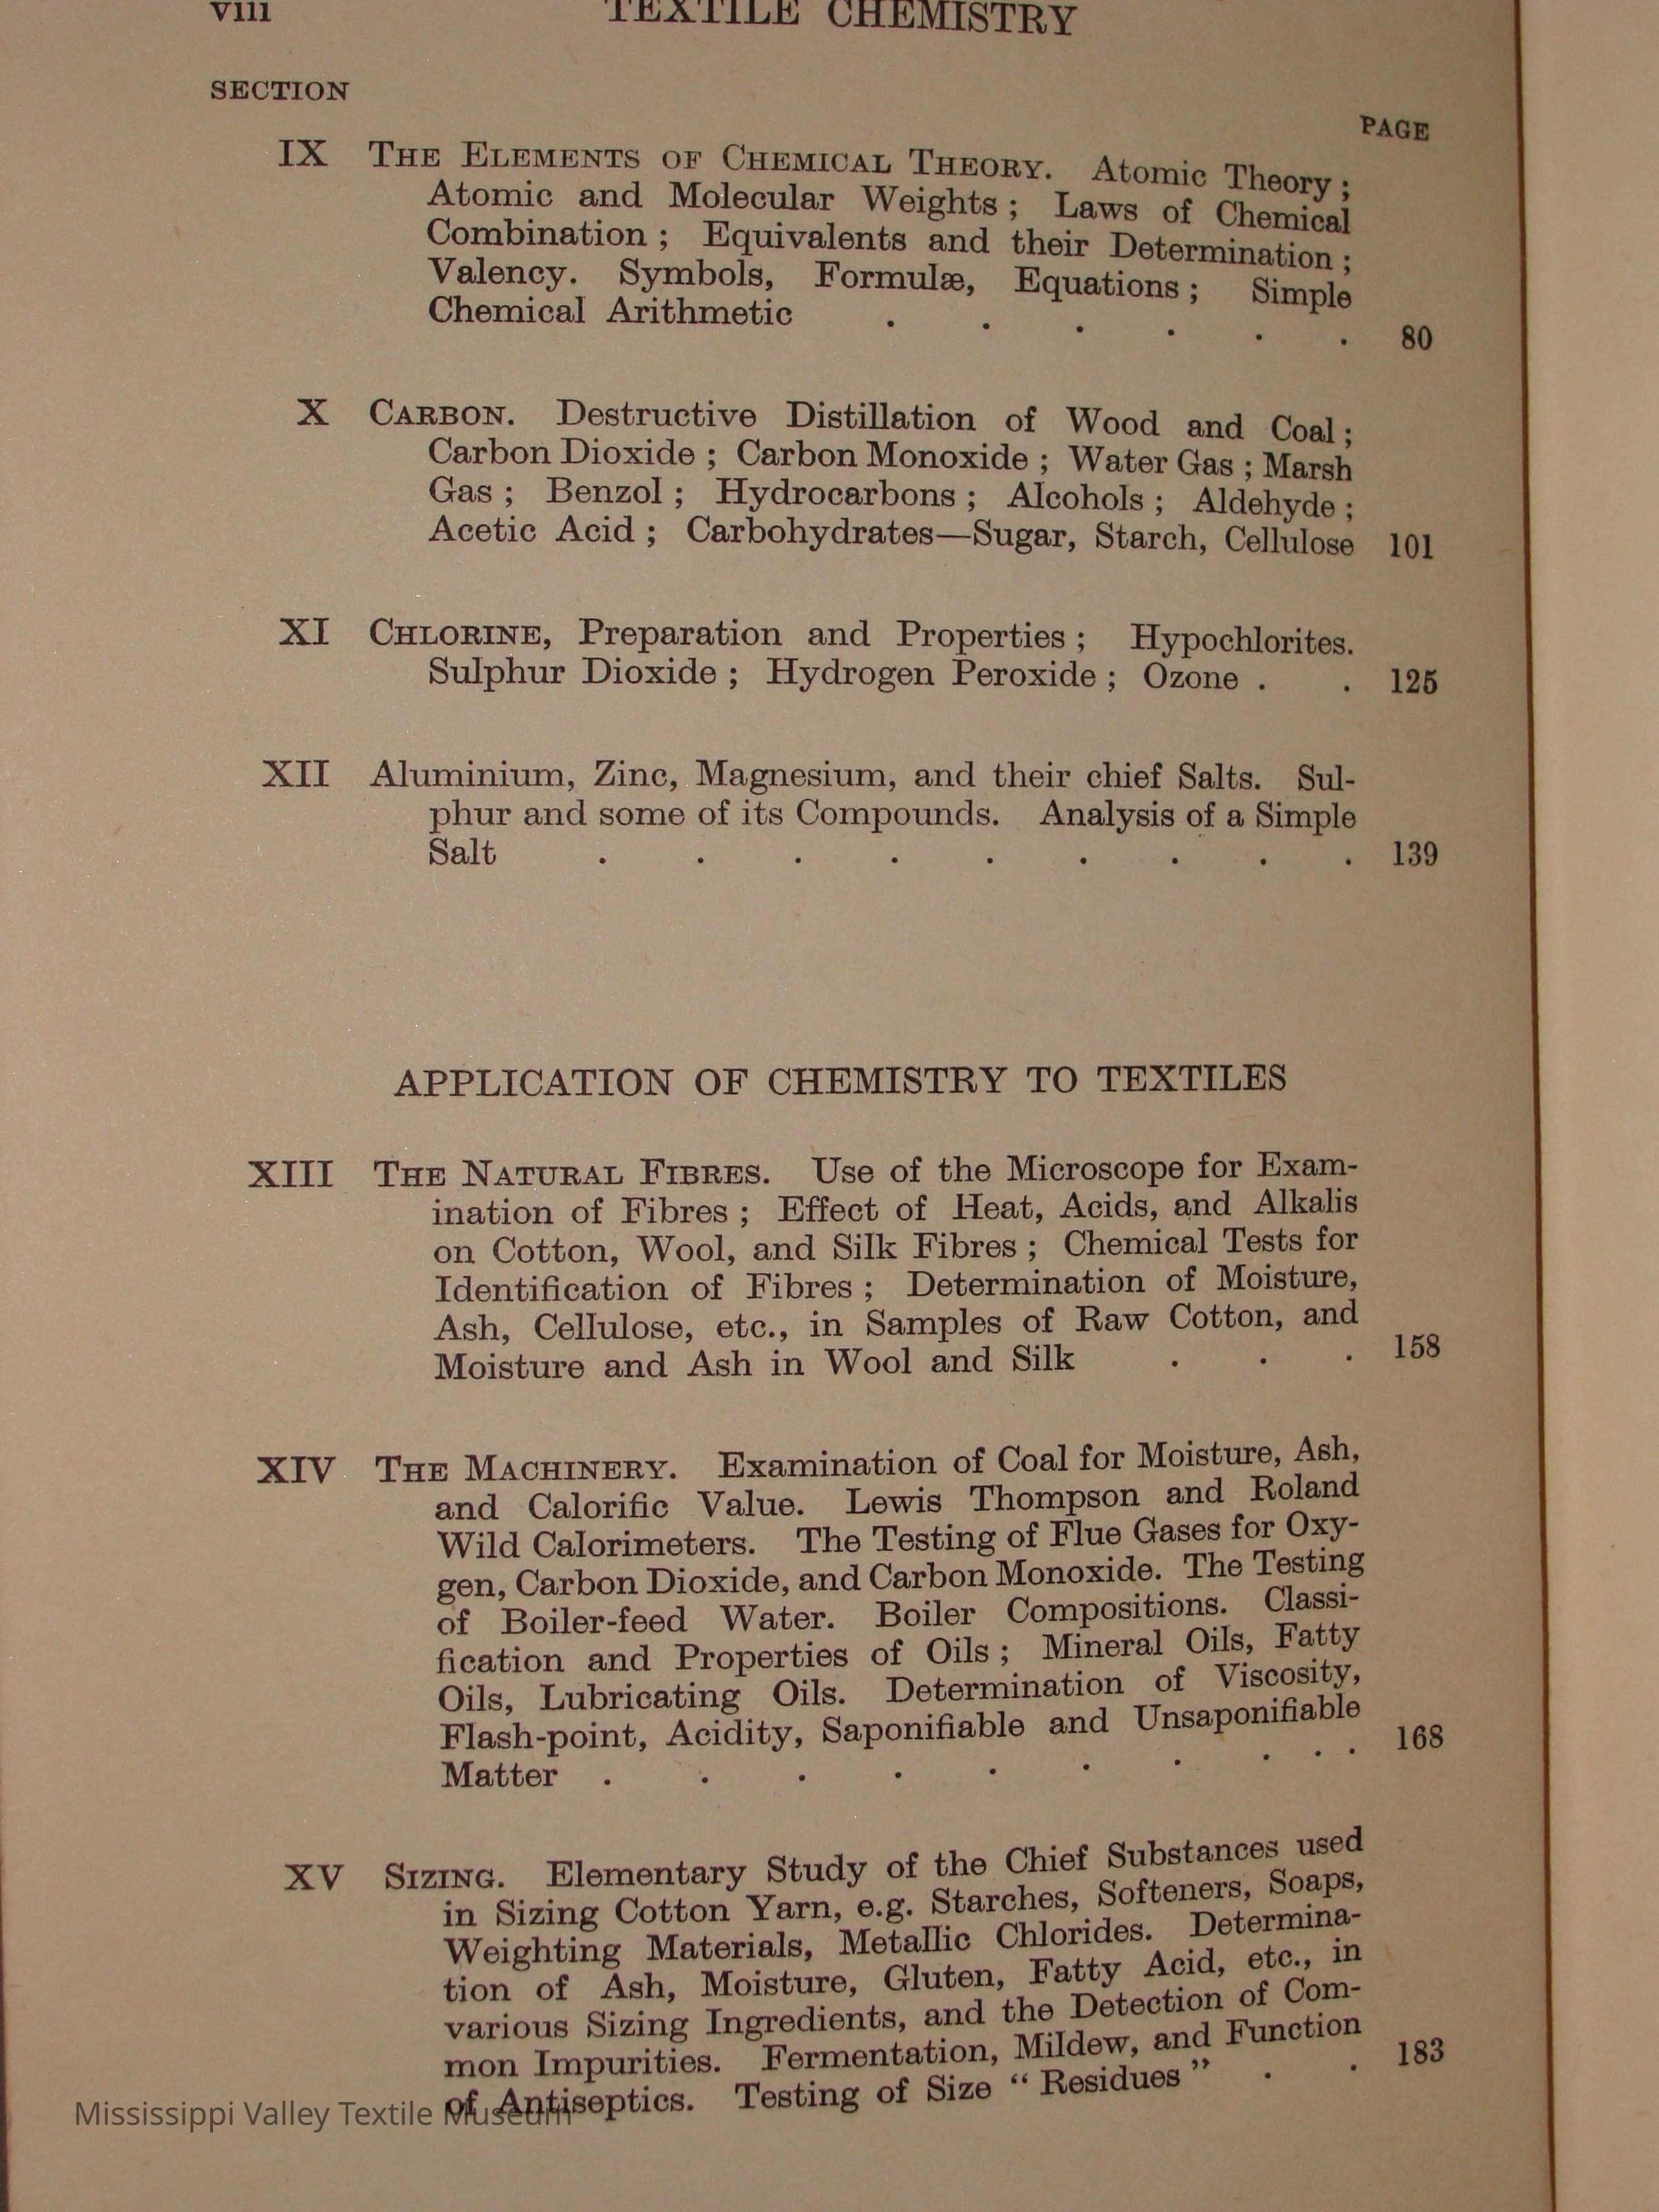 viii TEXTILE CHEMISTRY
SECTION
PAGE
IX THE ELEMENTS OF CHEMICAL THEORY. Atomic Theory ;
Atomic and Molecular Weights ; Laws of Chemical
Combination ; Equivalents and their Determination ;
Valency. Symbols, Formulæ, Equations ; Simple
Chemical Arithmetic . . . . . . 80
X CARBON. Destructive Distillation of Wood and Coal ;
Carbon Dioxide ; Carbon Monoxide ; Water Gas ; Marsh
Gas ; Benzol ; Hydrocarbons ; Alcohols ; Aldehyde ;
Acetic Acid ; Carbohydrates—Sugar, Starch, Cellulose 101
XI CHLORINE, Preparation and Properties ; Hypochlorites.
Sulphur Dioxide ; Hydrogen Peroxide ; Ozone . . 125
XII Aluminium, Zinc, Magnesium, and their chief Salts. Sul-
phur and some of its Compounds. Analysis of a Simple
Salt . . . . . . . . . 139
APPLICATION OF CHEMISTRY TO TEXTILES
XIII THE NATURAL FIBRES. Use of the Microscope for Exam-
ination of Fibres ; Effect of Heat, Acids, and Alkalis
on Cotton, Wool, and Silk Fibres ; Chemical Tests for
Identification of Fibres ; Determination of Moisture,
Ash, Cellulose, etc., in Samples of Raw Cotton, and
Moisture and Ash in Wool and Silk . . . 158
XIV THE MACHINERY. Examination of Coal for Moisture, Ash,
and Calorific Value. Lewis Thompson and Roland
Wild Calorimeters. The Testing of Flue Gases for Oxy-
gen, Carbon Dioxide, and Carbon Monoxide. The Testing
of Boiler-feed Water. Boiler Compositions. Classi-
fication and Properties of Oils ; Mineral Oils, Fatty
Oils, Lubricating Oils. Determination of Viscosity,
Flash-point, Acidity, Saponifiable and Unsaponifiable
Matter . . . . . . . . . . 168
XV SIZING. Elementary Study of the Chief Substances used
in Sizing Cotton Yarn, e.g. Starches, Softeners, Soaps,
Weighting Materials, Metallic Chlorides. Determina-
tion of Ash, Moisture, Gluten, Fatty Acid, etc., in
various Sizing Ingredients, and the Detection of Com-
mon Impurities. Fermentation, Mildew, and Function
of Antiseptics. Testing of Size “ Residues ” . . 183
Mississippi Valley Textile Museum